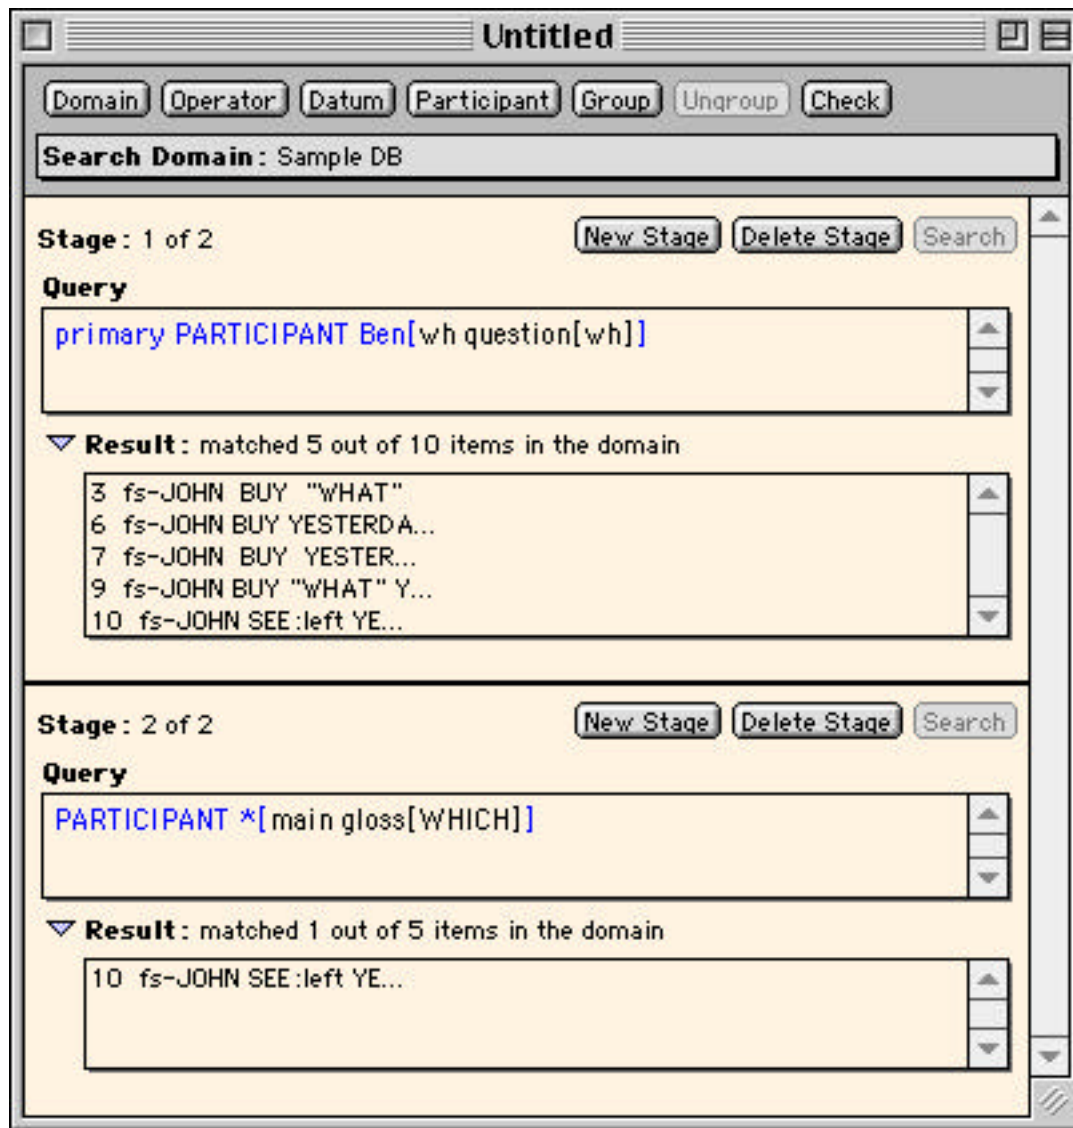 Untitled
Domain Operator Datum Participant Group Ungroup Check
Search Domain: Sample DB
Stage: 1 of 2 New Stage Delete Stage Search
Query
primary PARTICIPANT Ben[wh question[wh]]
Result: matched 5 out of 10 items in the domain
3 fs-JOHN BUY "WHAT"
6 fs-JOHN BUY YESTERDA...
7 fs-JOHN BUY YESTER...
9 fs-JOHN BUY "WHAT" Y...
10 fs-JOHN SEE:left YE...
Stage: 2 of 2 New Stage Delete Stage Search
Query
PARTICIPANT *[main gloss[WHICH]]
Result: matched 1 out of 5 items in the domain
10 fs-JOHN SEE:left YE...